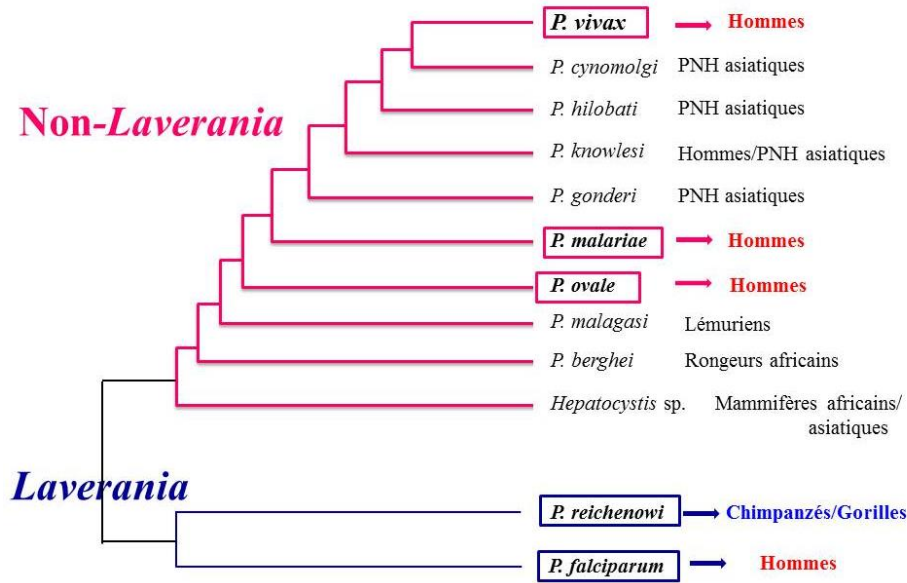 P. vivax Hommes
P. cynomolgi PNH asiatiques
P. hilobati PNH asiatiques
Non-Laverania
P. knowlesi Hommes/PNH asiatiques
P. gonderi PNH asiatiques
P. malariae Hommes
P. ovale Hommes
P. malagasi Lémuriens
P. berghei Rongeurs africains
Hepatocystis sp. Mammifères africains/
asiatiques
Laverania
P. reichenowi Chimpanzés/Gorilles
P. falciparum Hommes